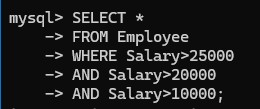 mysql> SELECT *
    -> FROM Employee
    -> WHERE Salary>25000
    -> AND Salary>20000
    -> AND Salary>10000;